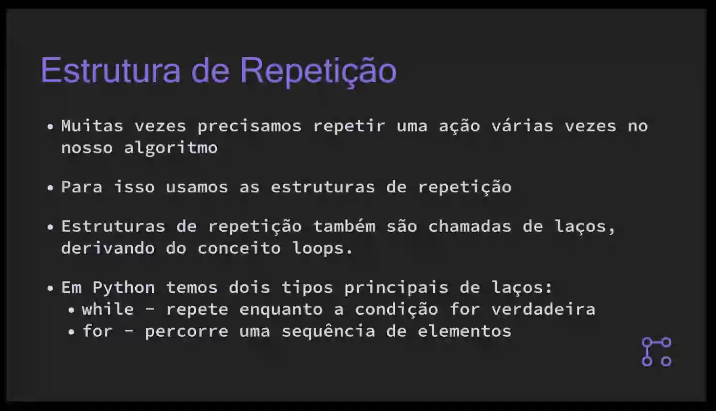 Estrutura de Repetição
• Muitas vezes precisamos repetir uma ação várias vezes no
nosso algoritmo
• Para isso usamos as estruturas de repetição
• Estruturas de repetição também são chamadas de laços,
derivando do conceito loops.
• Em Python temos dois tipos principais de laços:
• while - repete enquanto a condição for verdadeira
• for - percorre uma sequência de elementos